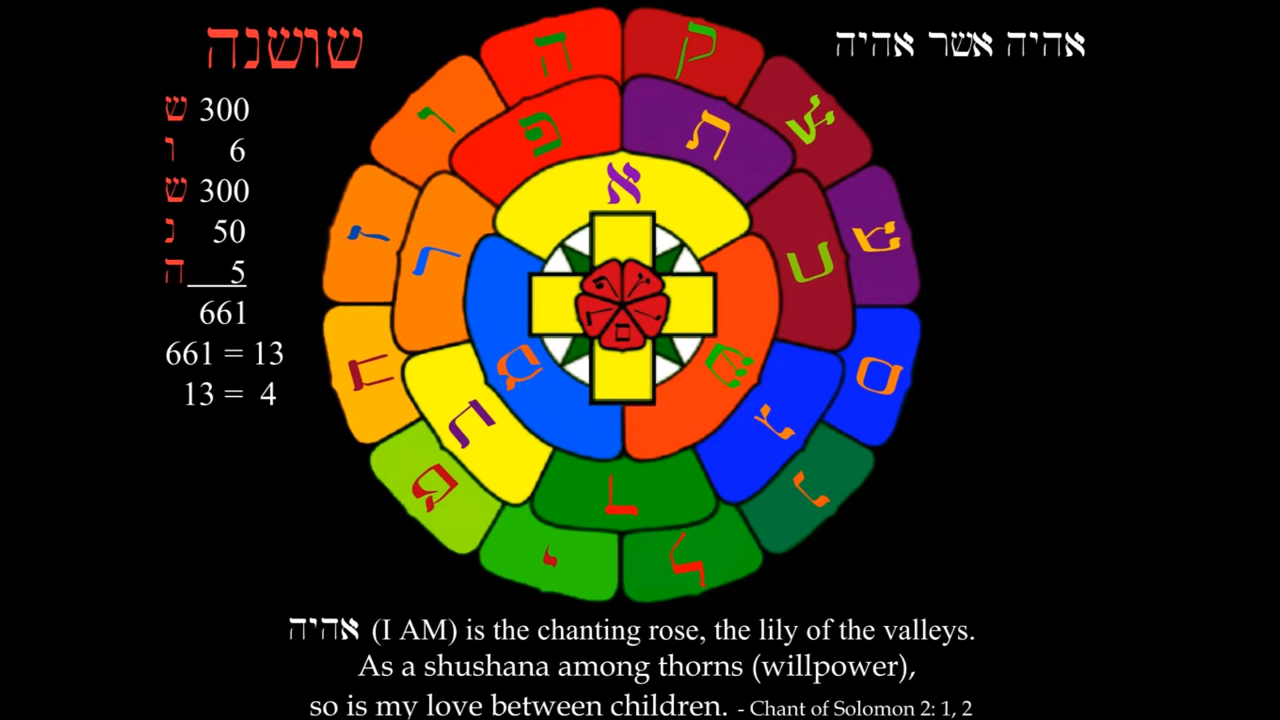 שושנה
אהיה אשר אהיה
ש 300
ו 6
ש 300
נ 50
ה 5
661
661 = 13
13 = 4
ה
ק
ו
צ
פ
ת
א
ז
ר
כ
ע
ח
מ
ש
ס
ט
נ
י
ל
אהיה (I AM) is the chanting rose, the lily of the valleys.
As a shushana among thorns (willpower),
so is my love between children. - Chant of Solomon 2: 1, 2